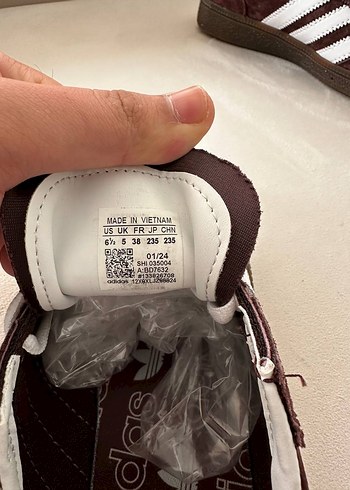 MADE IN VIETNAM
US UK FR JP CHN
6½ 5 38 235 235
01/24
SHI 035004
A:BD7632
#133826708
adidas
das